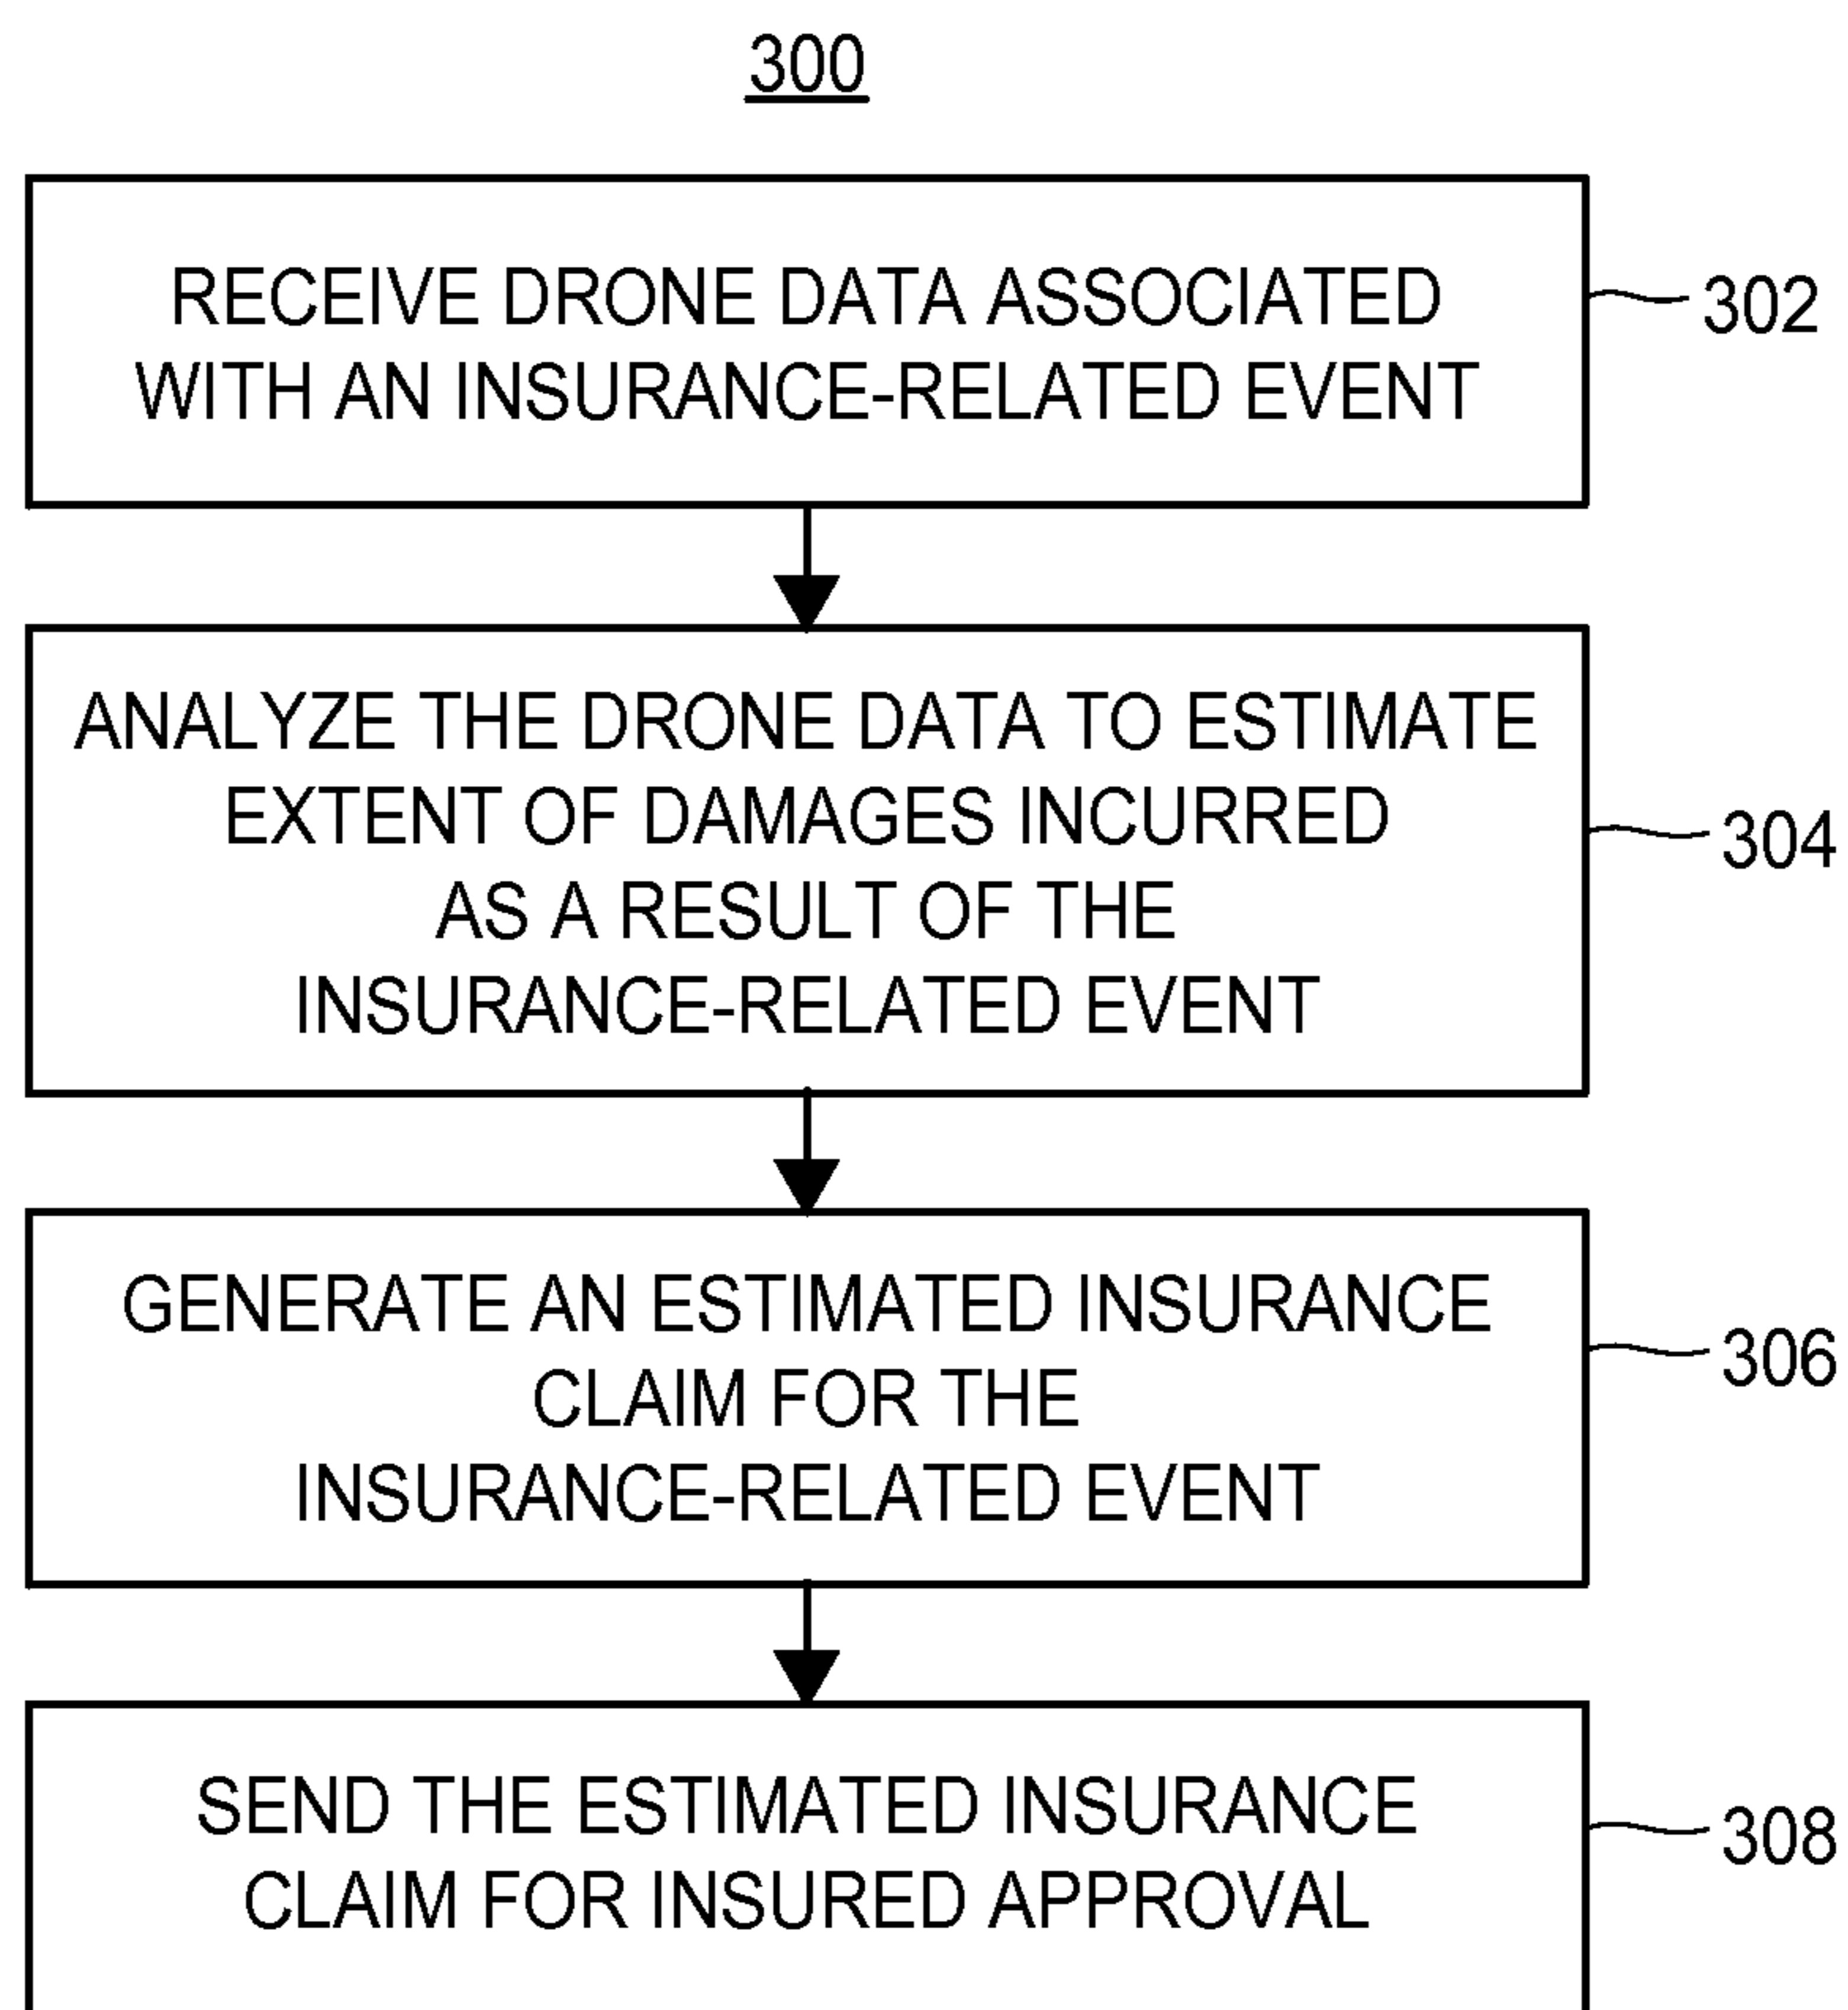 300
RECEIVE DRONE DATA ASSOCIATED
WITH AN INSURANCE-RELATED EVENT
302
ANALYZE THE DRONE DATA TO ESTIMATE
EXTENT OF DAMAGES INCURRED
AS A RESULT OF THE
INSURANCE-RELATED EVENT
304
GENERATE AN ESTIMATED INSURANCE
CLAIM FOR THE
INSURANCE-RELATED EVENT
306
SEND THE ESTIMATED INSURANCE
CLAIM FOR INSURED APPROVAL
308